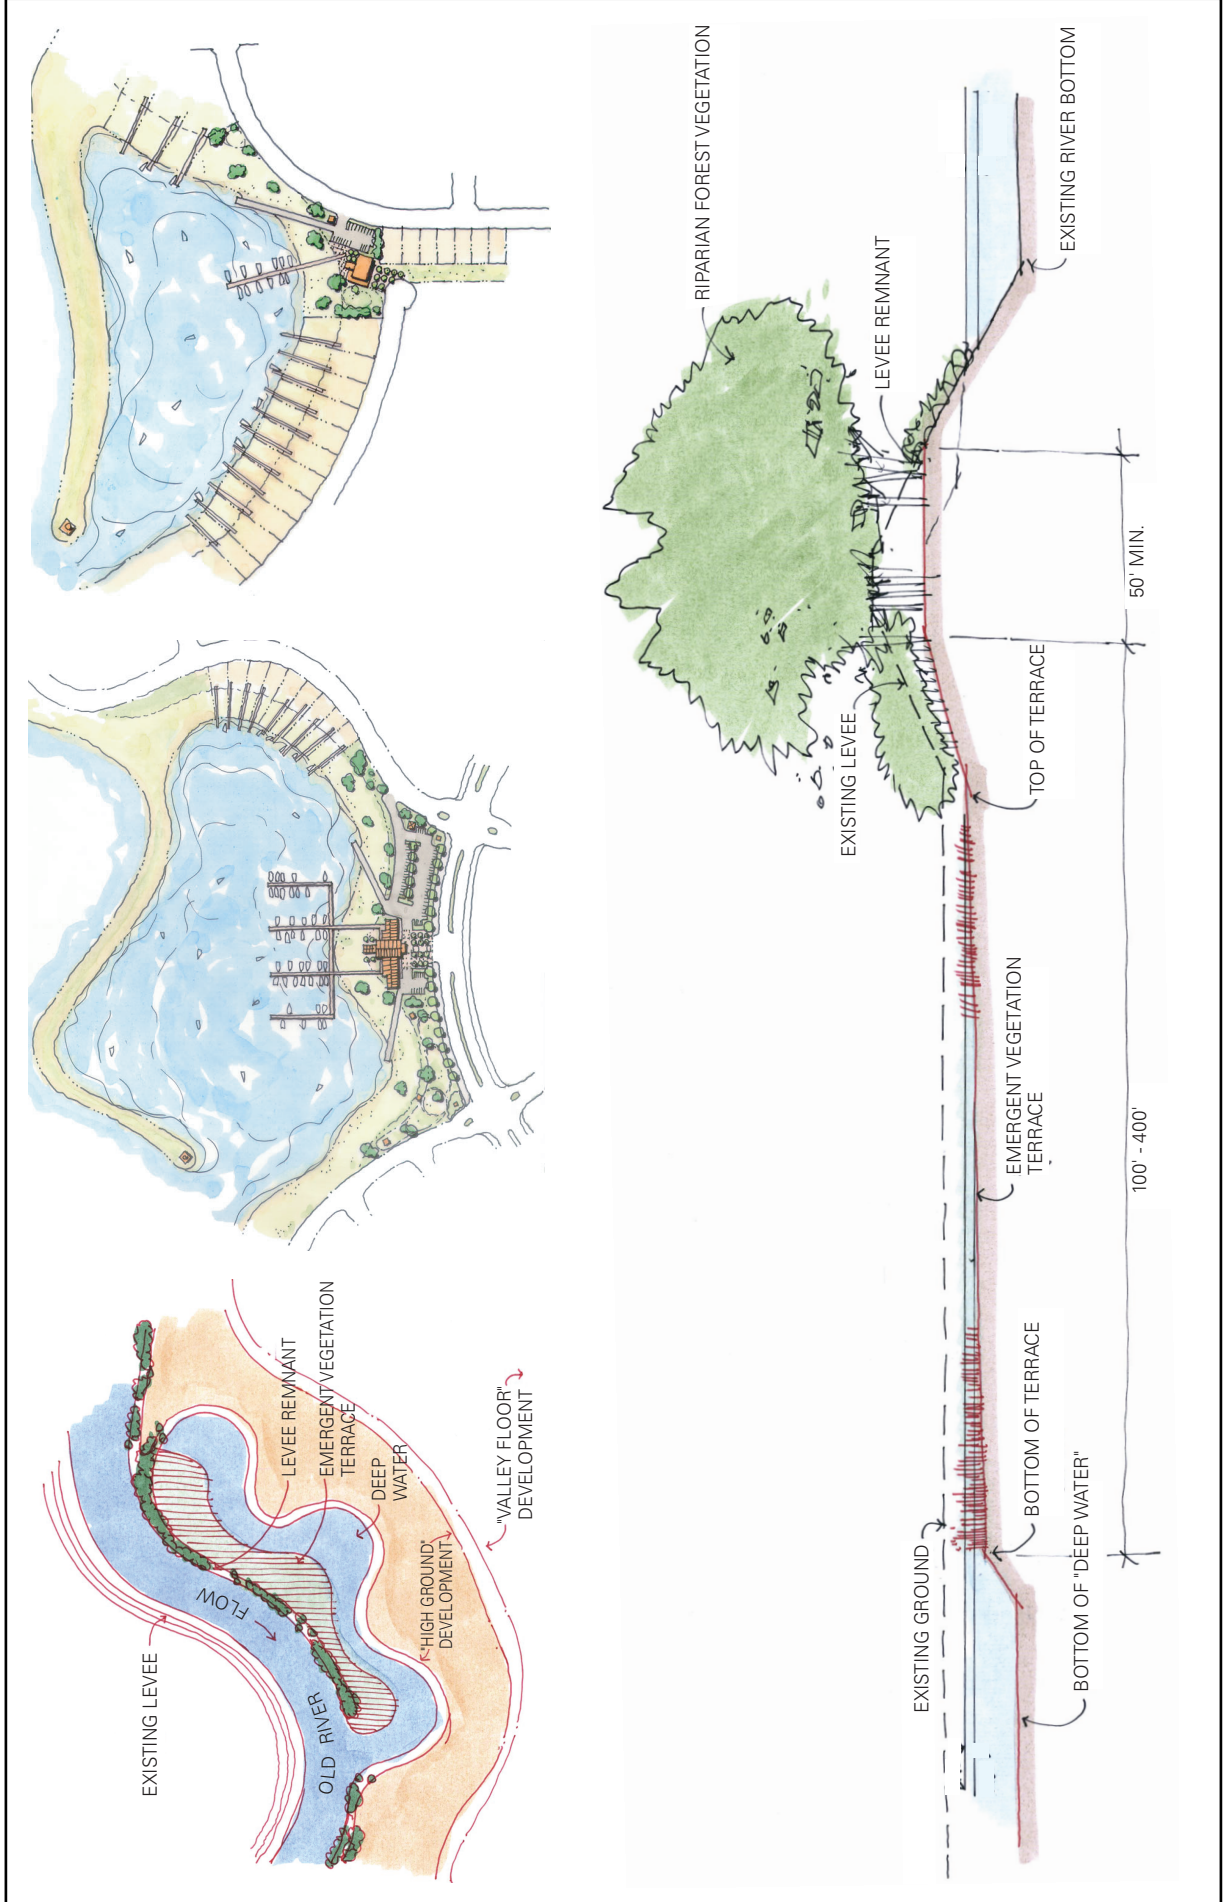 EXISTING LEVEE
OLD RIVER
FLOW
LEVEE REMNANT
EMERGENT VEGETATION
TERRACE
DEEP
WATER
"HIGH GROUND"
DEVELOPMENT
"VALLEY FLOOR"
DEVELOPMENT
RIPARIAN FOREST VEGETATION
LEVEE REMNANT
EXISTING LEVEE
EXISTING GROUND
EXISTING RIVER BOTTOM
TOP OF TERRACE
EMERGENT VEGETATION
TERRACE
BOTTOM OF TERRACE
BOTTOM OF "DEEP WATER"
100' - 400'
50' MIN.